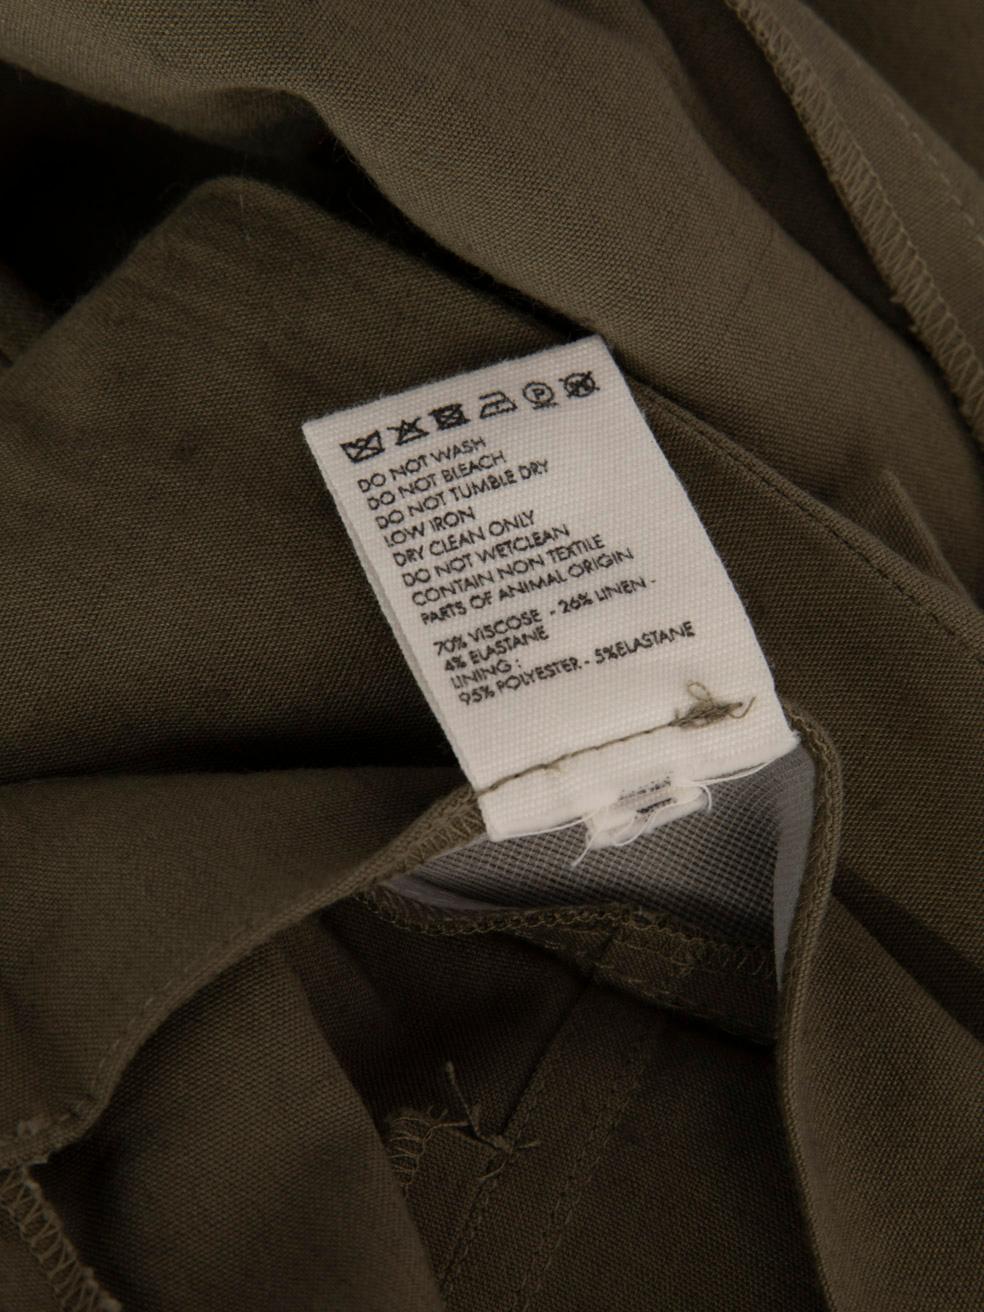 P W
DO NOT WASH
DO NOT BLEACH
DO NOT TUMBLE DRY
LOW IRON
DRY CLEAN ONLY
DO NOT WETCLEAN
CONTAIN NON TEXTILE
PARTS OF ANIMAL ORIGIN
70% VISCOSE - 26% LINEN -
4% ELASTANE
LINING :
95% POLYESTER - 5%ELASTANE